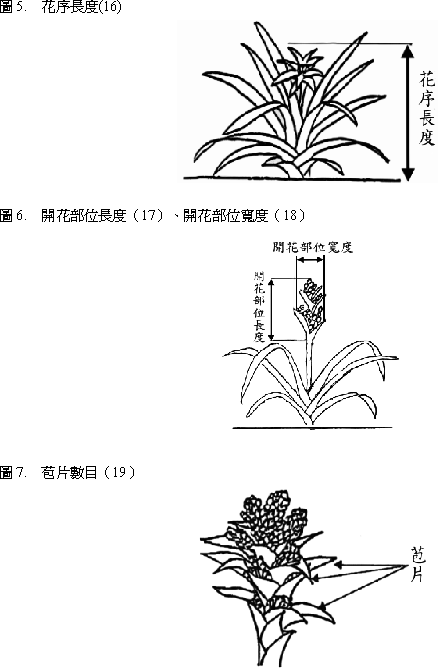 圖5. 花序長度(16)
花序長度
圖6. 開花部位長度（17）、開花部位寬度（18）
開花部位寬度
開花部位長度
圖7. 苞片數目（19）
苞片